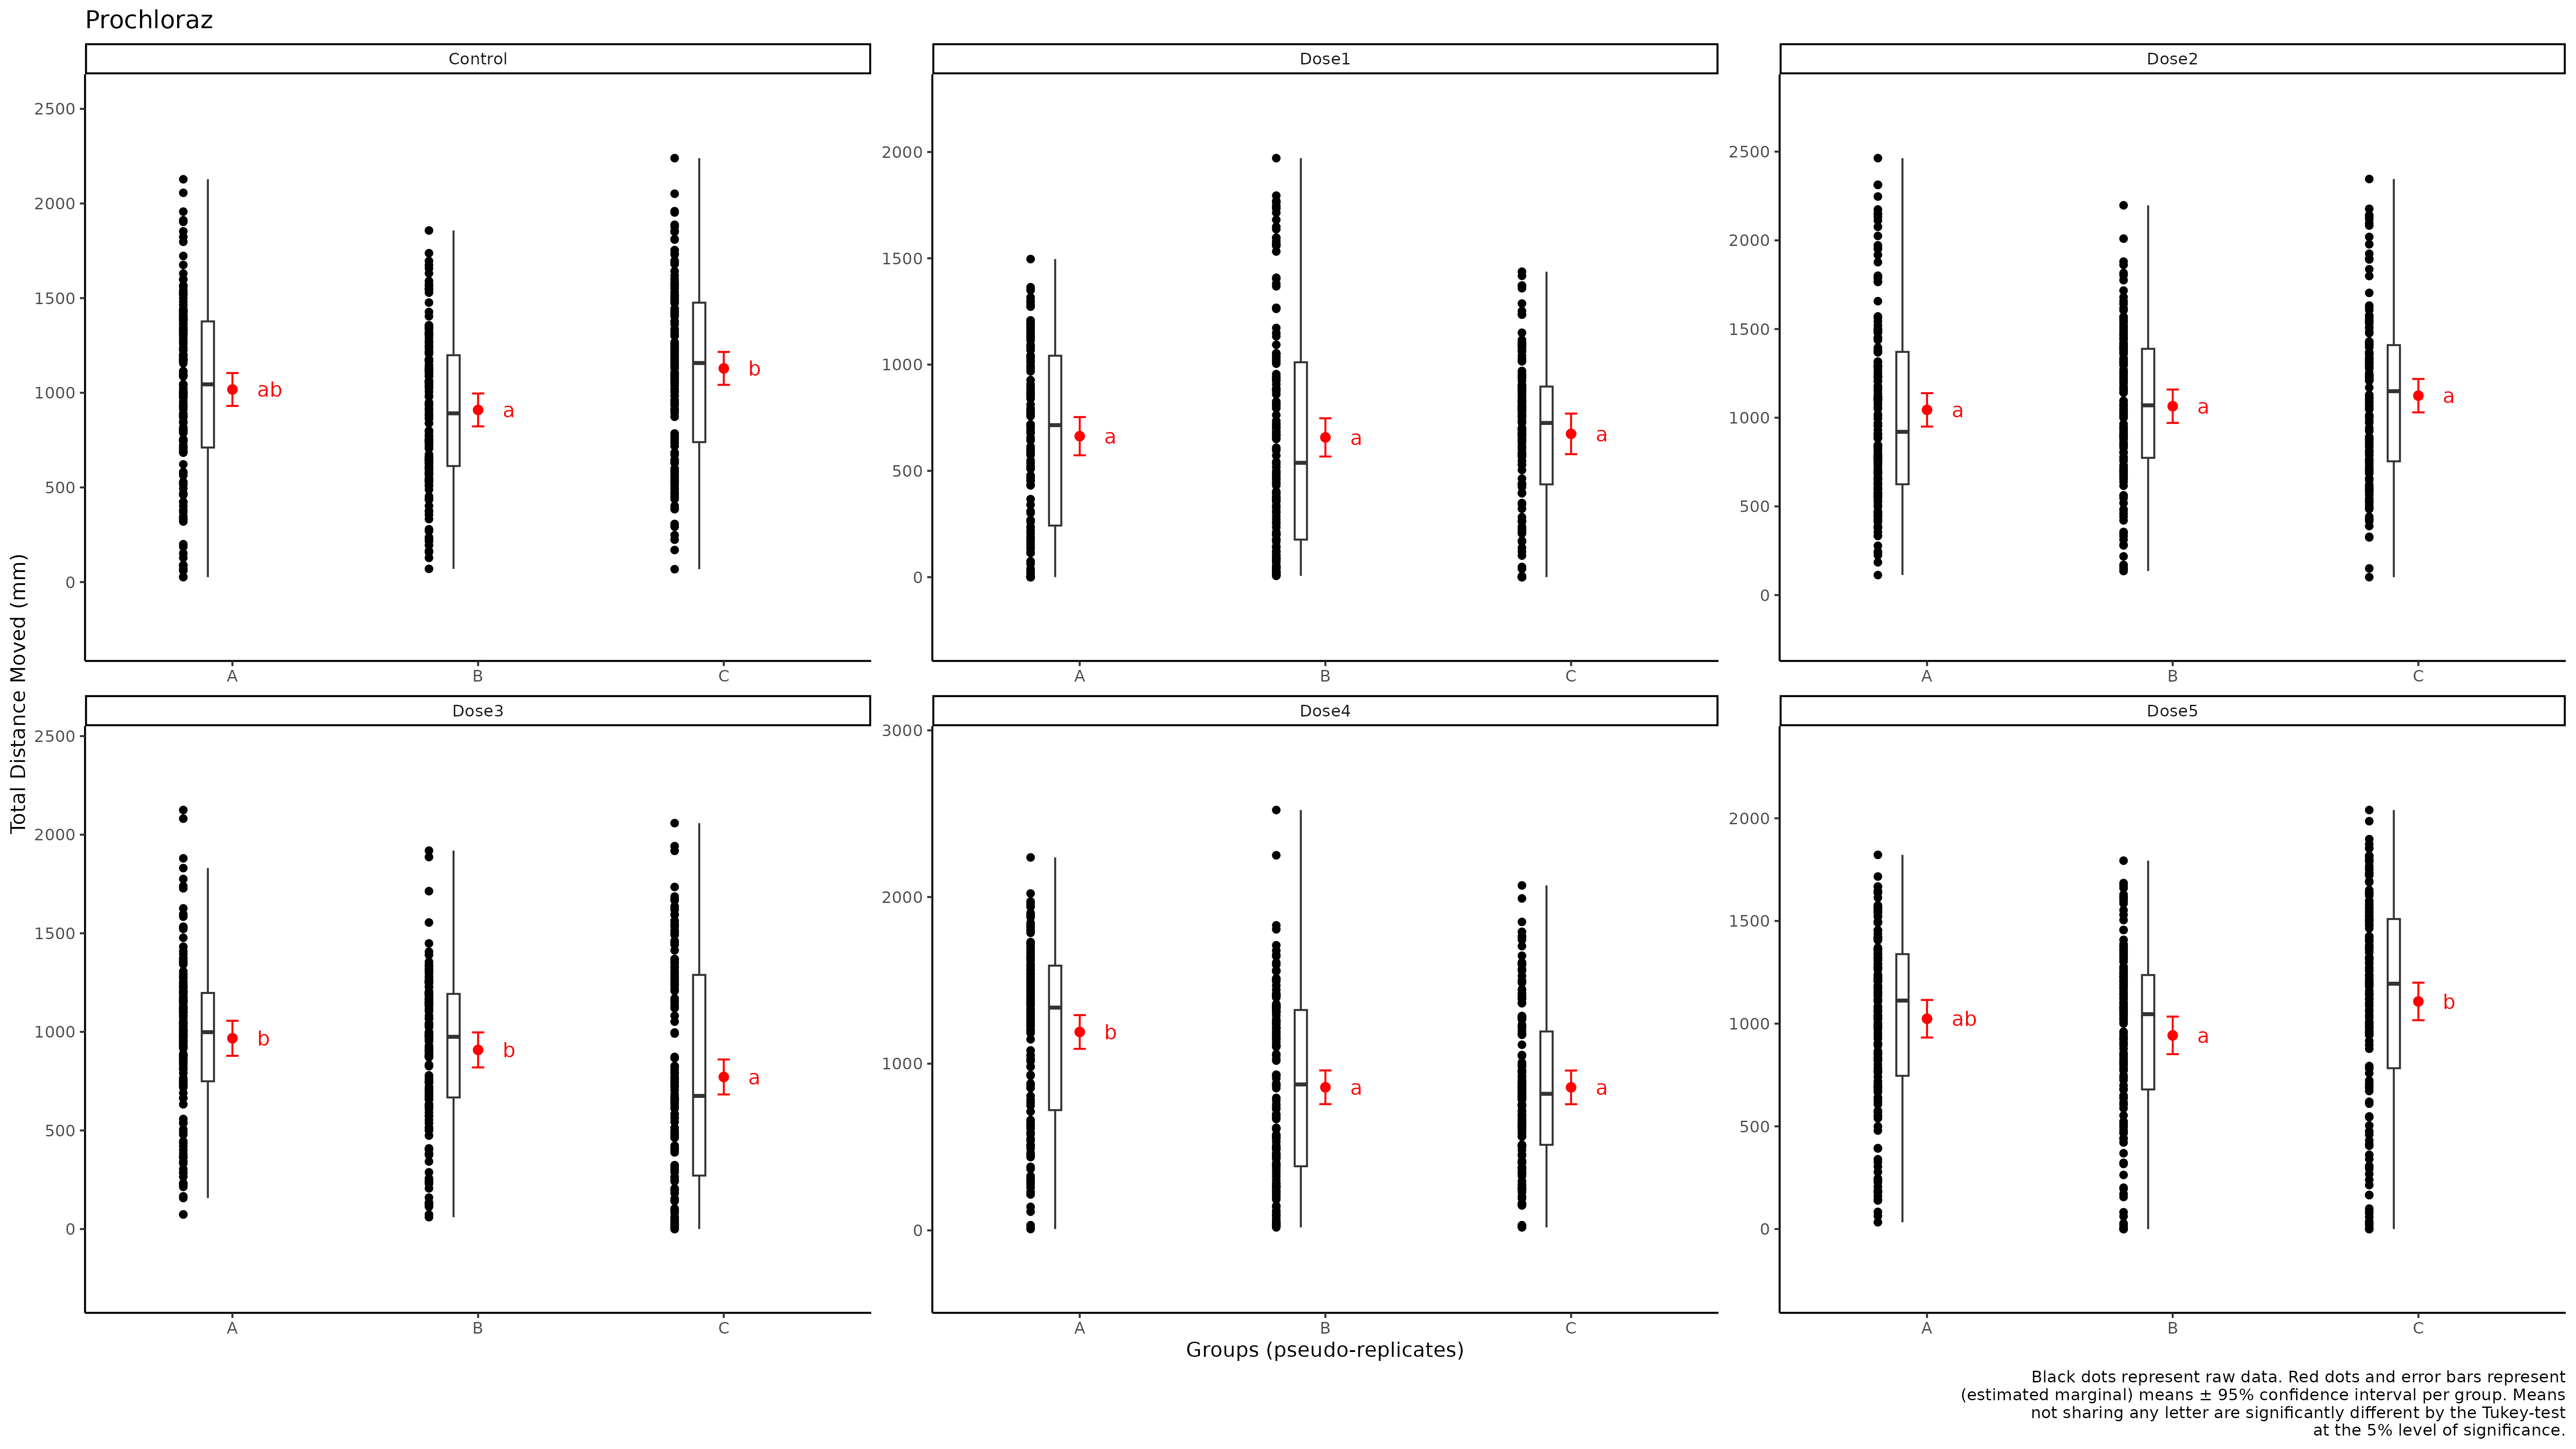 Prochloraz
Control
Dose1
Dose2
Total Distance Moved (mm)
2500
2000
1500
1000
500
0
ab
a
b
A
B
C
2000
1500
1000
500
0
a
a
a
A
B
C
2500
2000
1500
1000
500
0
a
a
a
A
B
C
Dose3
Dose4
Dose5
2500
2000
1500
1000
500
0
b
b
a
A
B
C
3000
2000
1000
0
b
a
a
A
B
C
2000
1500
1000
500
0
ab
a
b
A
B
C
Groups (pseudo-replicates)
Black dots represent raw data. Red dots and error bars represent
(estimated marginal) means ± 95% confidence interval per group. Means
not sharing any letter are significantly different by the Tukey-test
at the 5% level of significance.